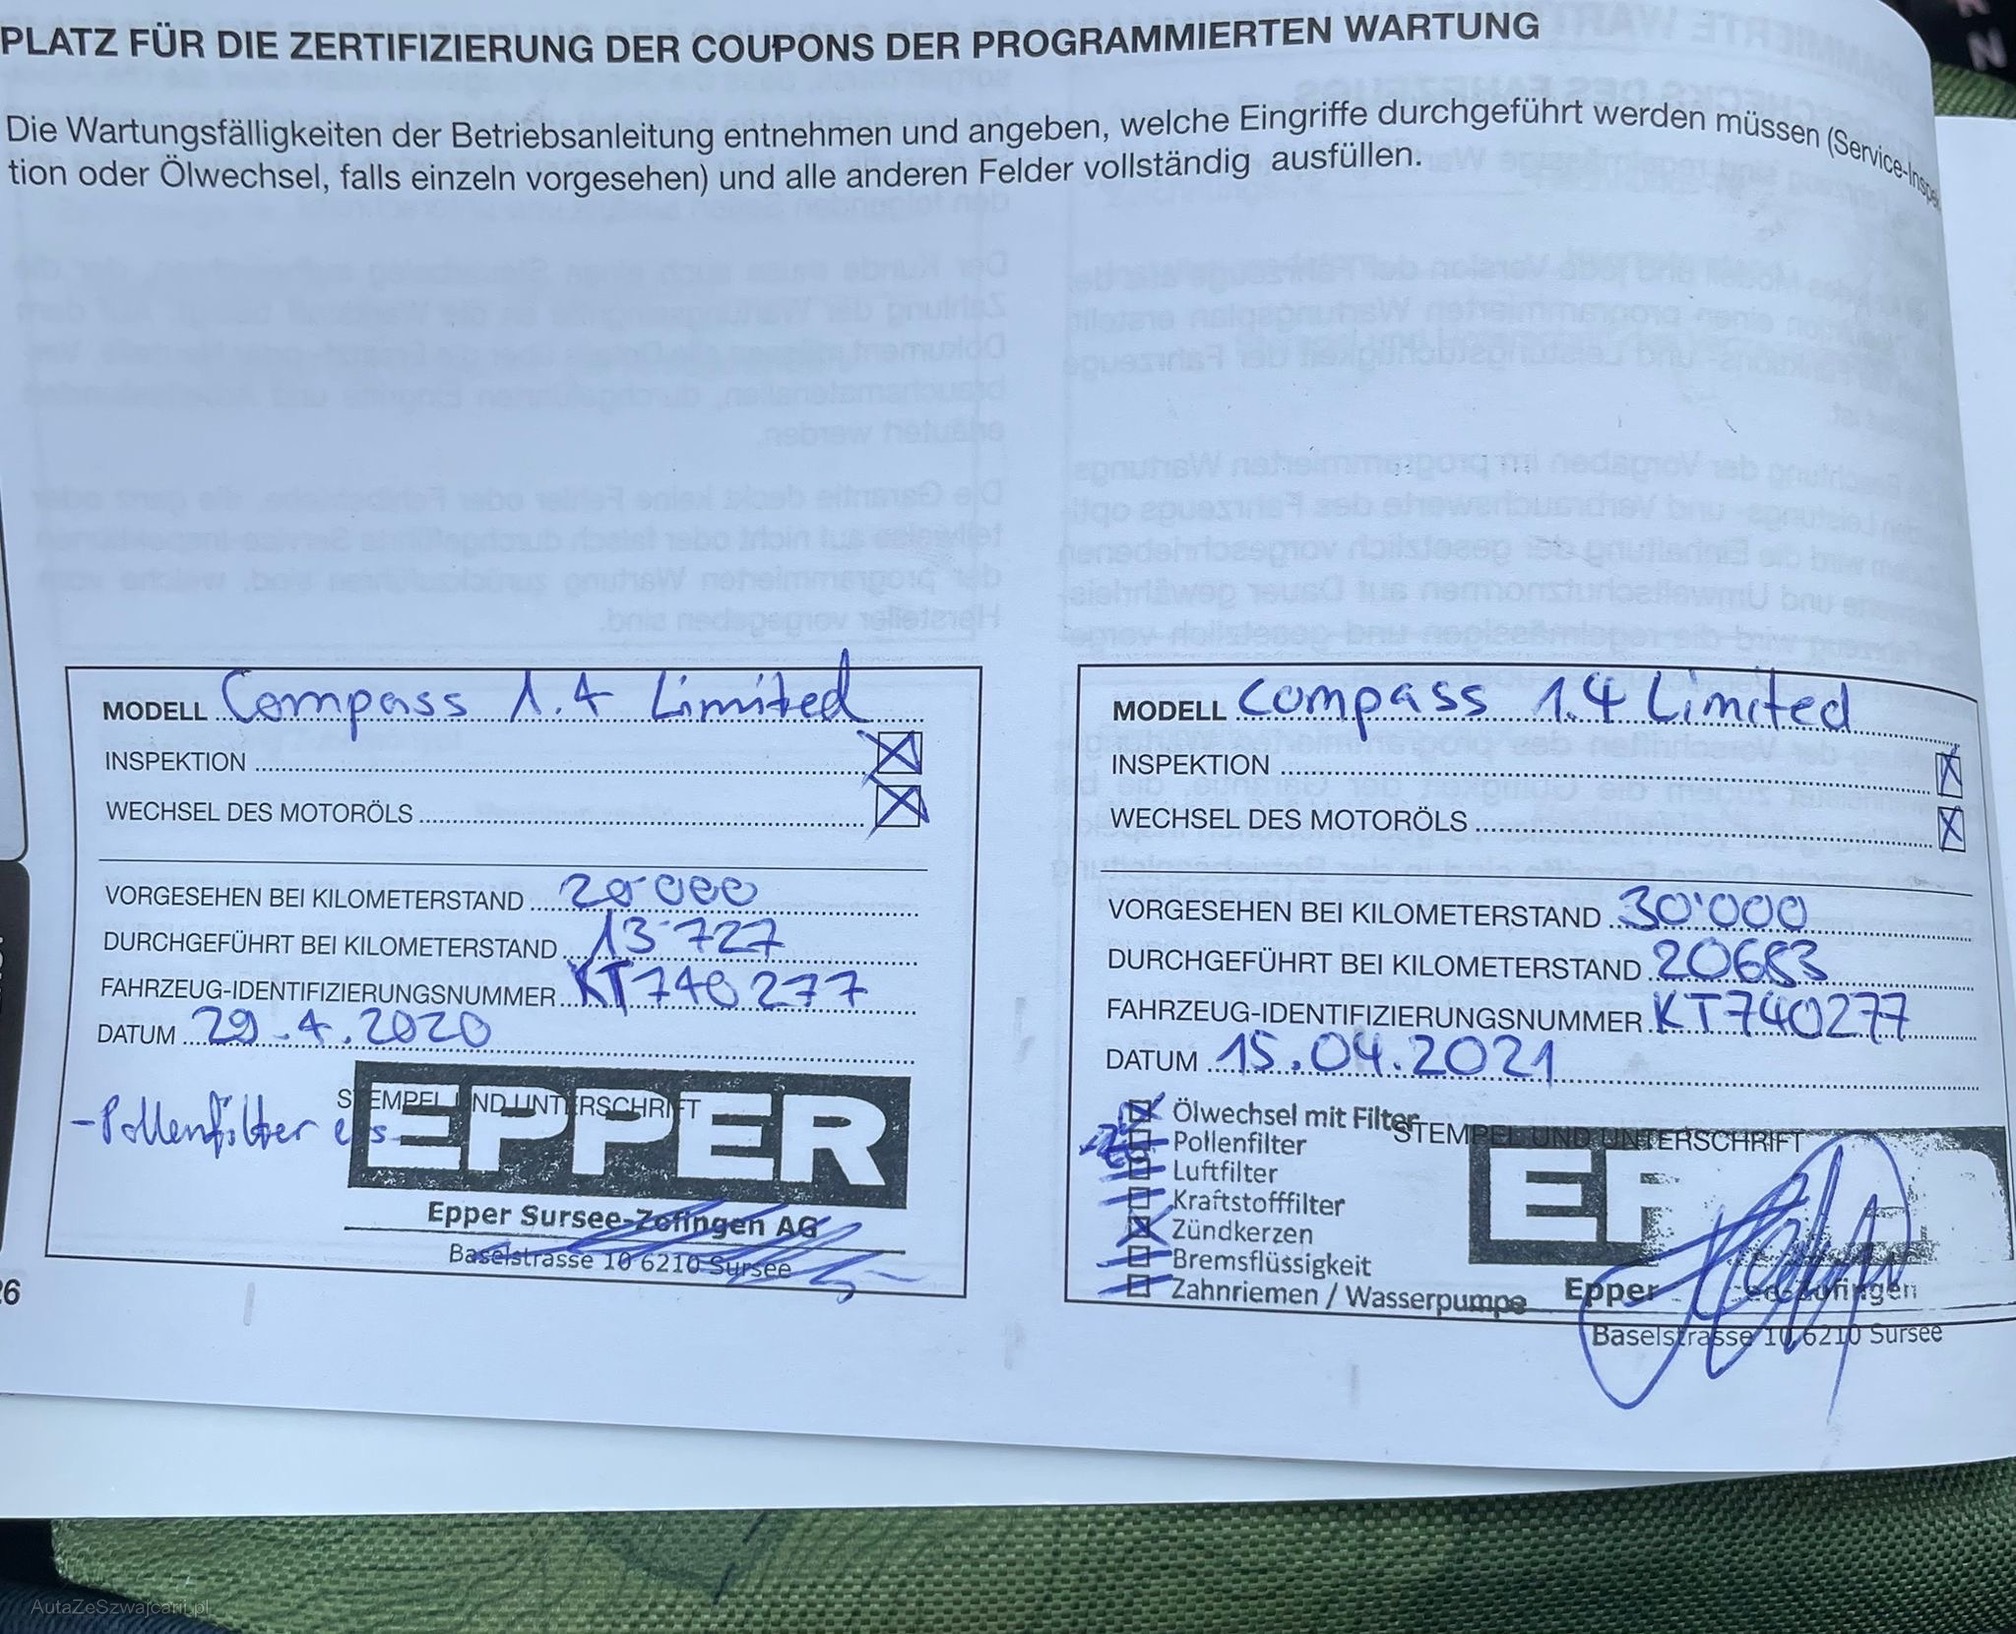 PLATZ FÜR DIE ZERTIFIZIERUNG DER COUPONS DER PROGRAMMIERTEN WARTUNG
Die Wartungsfälligkeiten der Betriebsanleitung entnehmen und angeben, welche Eingriffe durchgeführt werden müssen (Service-Inspek
tion oder Ölwechsel, falls einzeln vorgesehen) und alle anderen Felder vollständig ausfüllen.
MODELL Compass 1.4 Limited
INSPEKTION
WECHSEL DES MOTORÖLS
VORGESEHEN BEI KILOMETERSTAND 20'000
DURCHGEFÜHRT BEI KILOMETERSTAND 13'727
FAHRZEUG-IDENTIFIZIERUNGSNUMMER KT740277
DATUM 29.4.2020
STEMPEL UND UNTERSCHRIFT
-Pollenfilter ers.
EPPER
Epper Sursee-Zofingen AG
Baselstrasse 10 6210 Sursee
26
MODELL Compass 1.4 Limited
INSPEKTION
WECHSEL DES MOTORÖLS
VORGESEHEN BEI KILOMETERSTAND 30'000
DURCHGEFÜHRT BEI KILOMETERSTAND
FAHRZEUG-IDENTIFIZIERUNGSNUMMER KT740277
DATUM 15.04.2021
STEMPEL UND UNTERSCHRIFT
Ölwechsel mit Filter
Pollenfilter
Luftfilter
Kraftstofffilter
Zündkerzen
Bremsflüssigkeit
Zahnriemen / Wasserpumpe
EP
Epper
Baselstrasse 10, 6210 Sursee
AutaZeSzwajcarii.pl